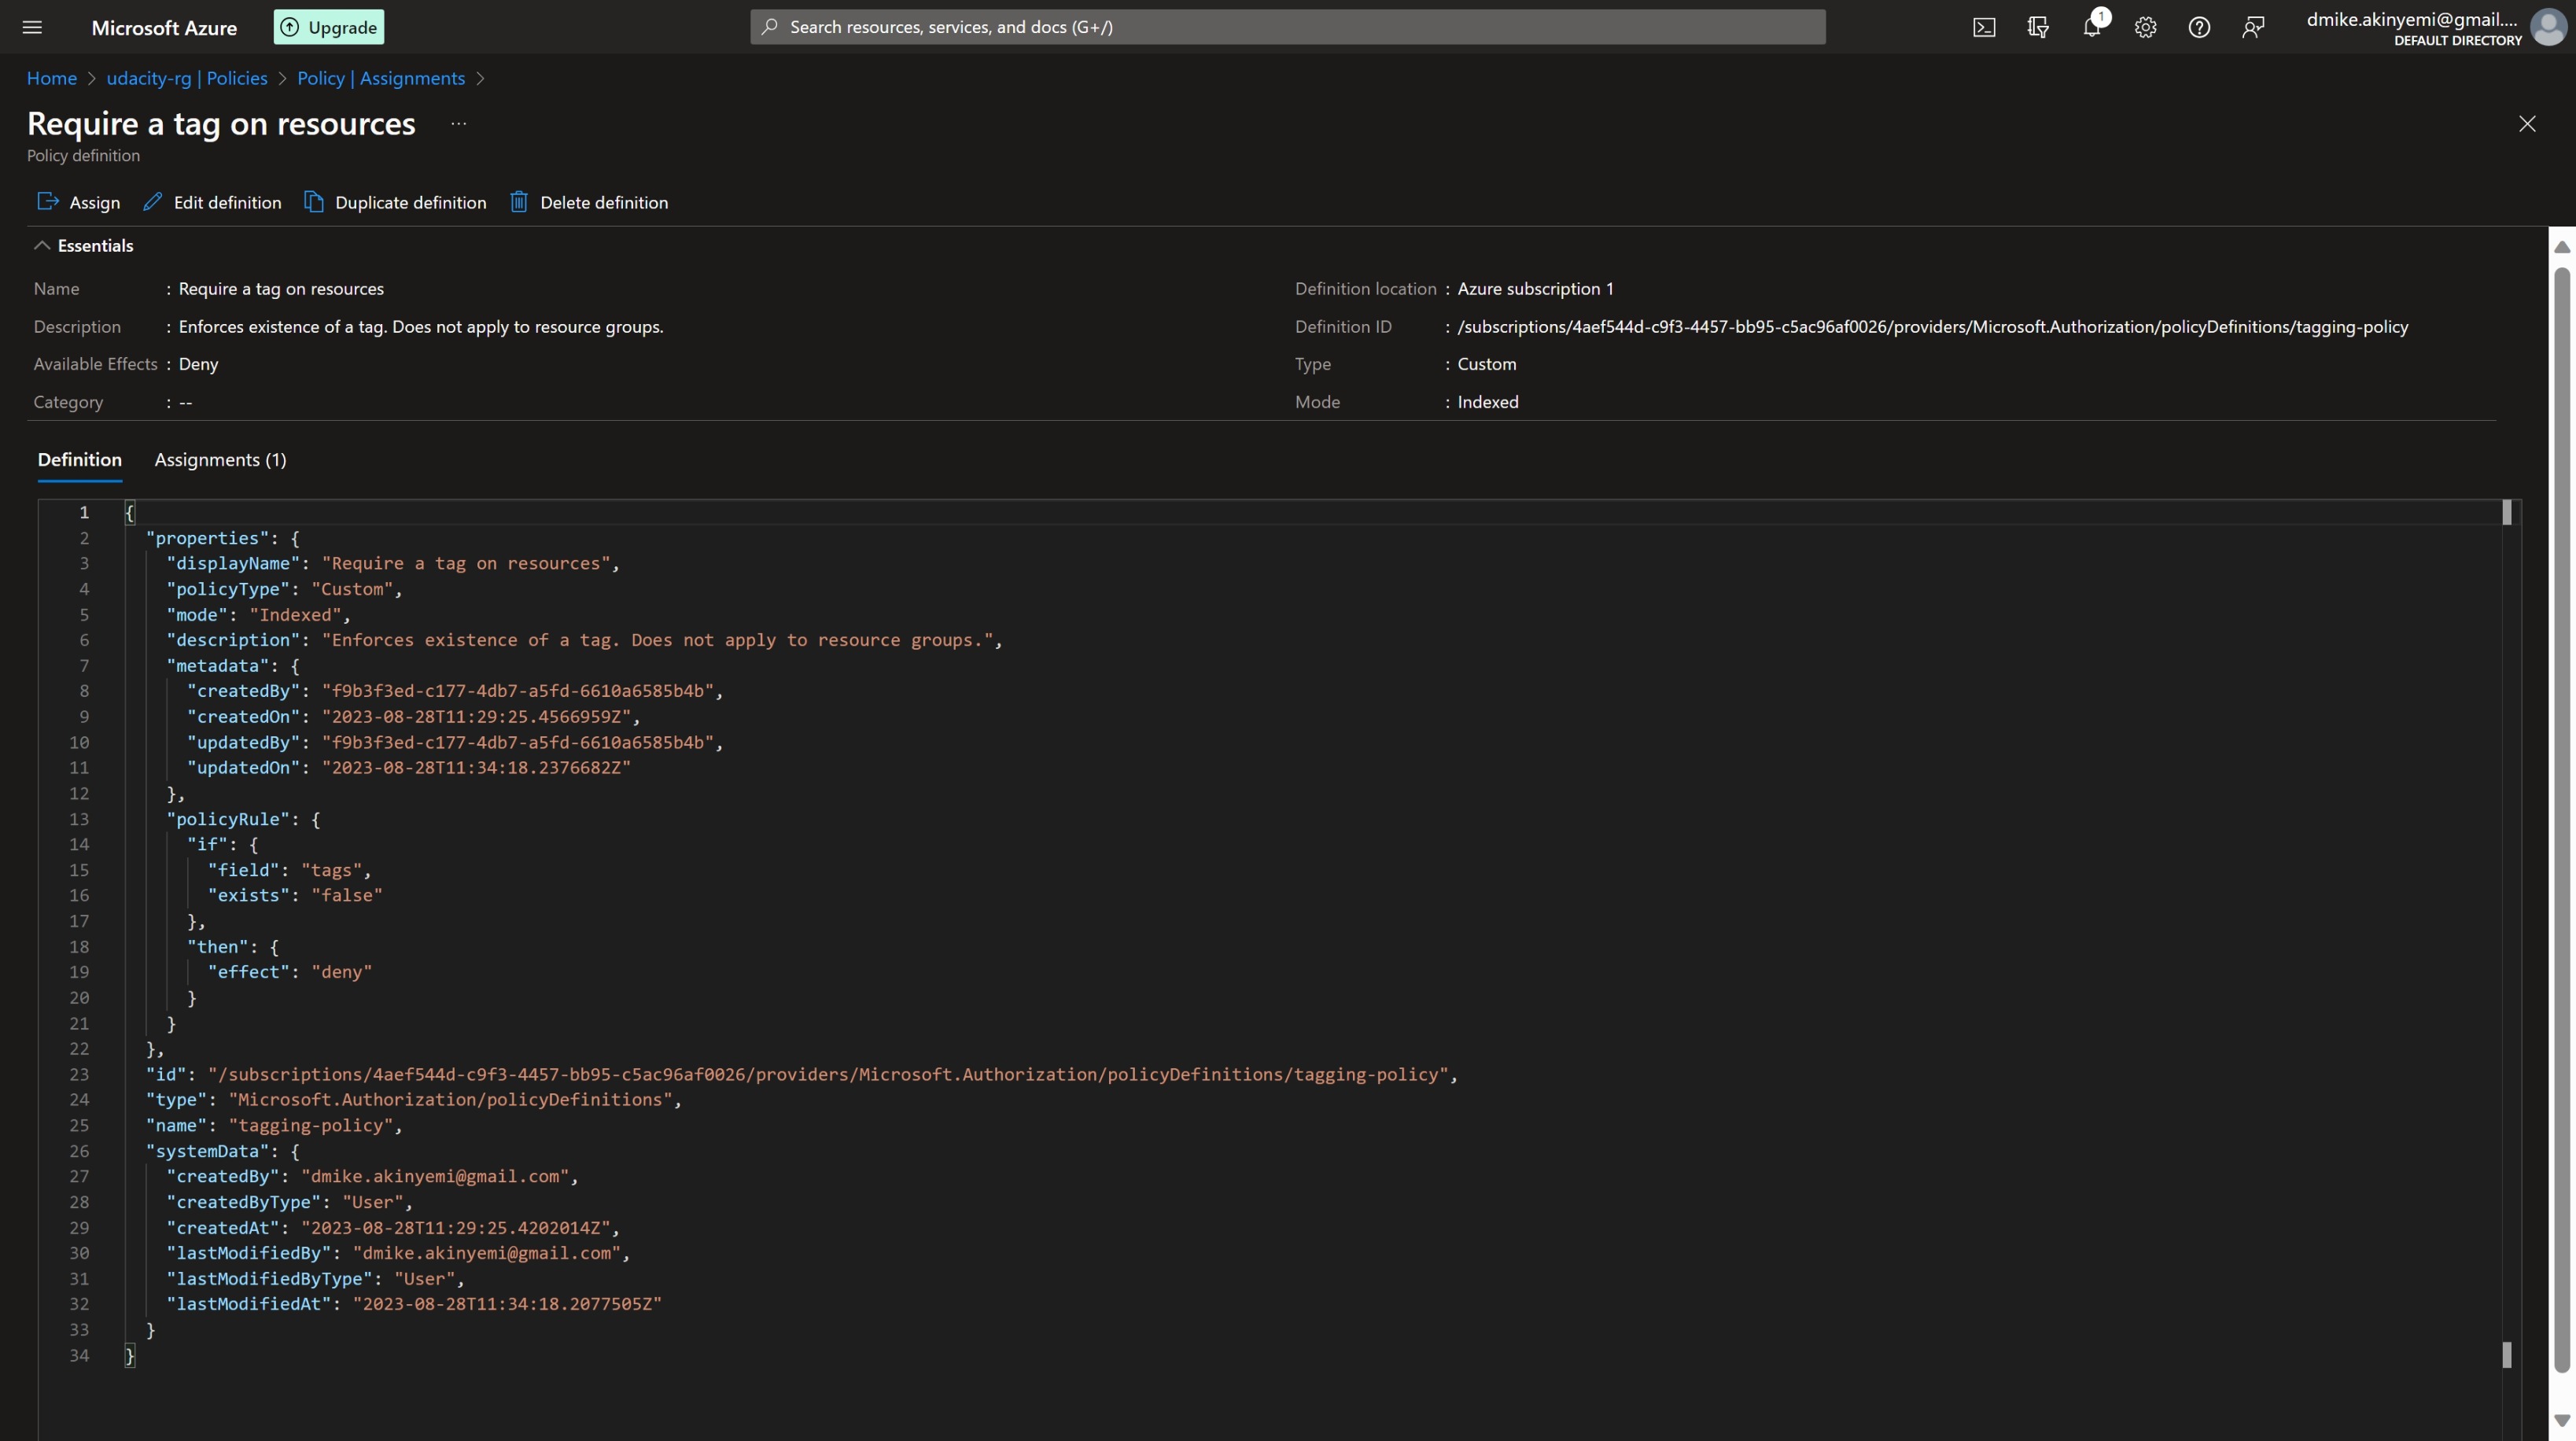 Microsoft Azure Upgrade Search resources, services, and docs (G+/) 1 dmike.akinyemi@gmail....
DEFAULT DIRECTORY
Home > udacity-rg | Policies > Policy | Assignments >
Require a tag on resources ...
Policy definition
Assign Edit definition Duplicate definition Delete definition
Essentials
Name : Require a tag on resources Definition location : Azure subscription 1
Description : Enforces existence of a tag. Does not apply to resource groups. Definition ID : /subscriptions/4aef544d-c9f3-4457-bb95-c5ac96af0026/providers/Microsoft.Authorization/policyDefinitions/tagging-policy
Available Effects : Deny Type : Custom
Category : -- Mode : Indexed
Definition Assignments (1)
1 {
2 "properties": {
3 "displayName": "Require a tag on resources",
4 "policyType": "Custom",
5 "mode": "Indexed",
6 "description": "Enforces existence of a tag. Does not apply to resource groups.",
7 "metadata": {
8 "createdBy": "f9b3f3ed-c177-4db7-a5fd-6610a6585b4b",
9 "createdOn": "2023-08-28T11:29:25.4566959Z",
10 "updatedBy": "f9b3f3ed-c177-4db7-a5fd-6610a6585b4b",
11 "updatedOn": "2023-08-28T11:34:18.2376682Z"
12 },
13 "policyRule": {
14 "if": {
15 "field": "tags",
16 "exists": "false"
17 },
18 "then": {
19 "effect": "deny"
20 }
21 }
22 },
23 "id": "/subscriptions/4aef544d-c9f3-4457-bb95-c5ac96af0026/providers/Microsoft.Authorization/policyDefinitions/tagging-policy",
24 "type": "Microsoft.Authorization/policyDefinitions",
25 "name": "tagging-policy",
26 "systemData": {
27 "createdBy": "dmike.akinyemi@gmail.com",
28 "createdByType": "User",
29 "createdAt": "2023-08-28T11:29:25.4202014Z",
30 "lastModifiedBy": "dmike.akinyemi@gmail.com",
31 "lastModifiedByType": "User",
32 "lastModifiedAt": "2023-08-28T11:34:18.2077505Z"
33 }
34 }